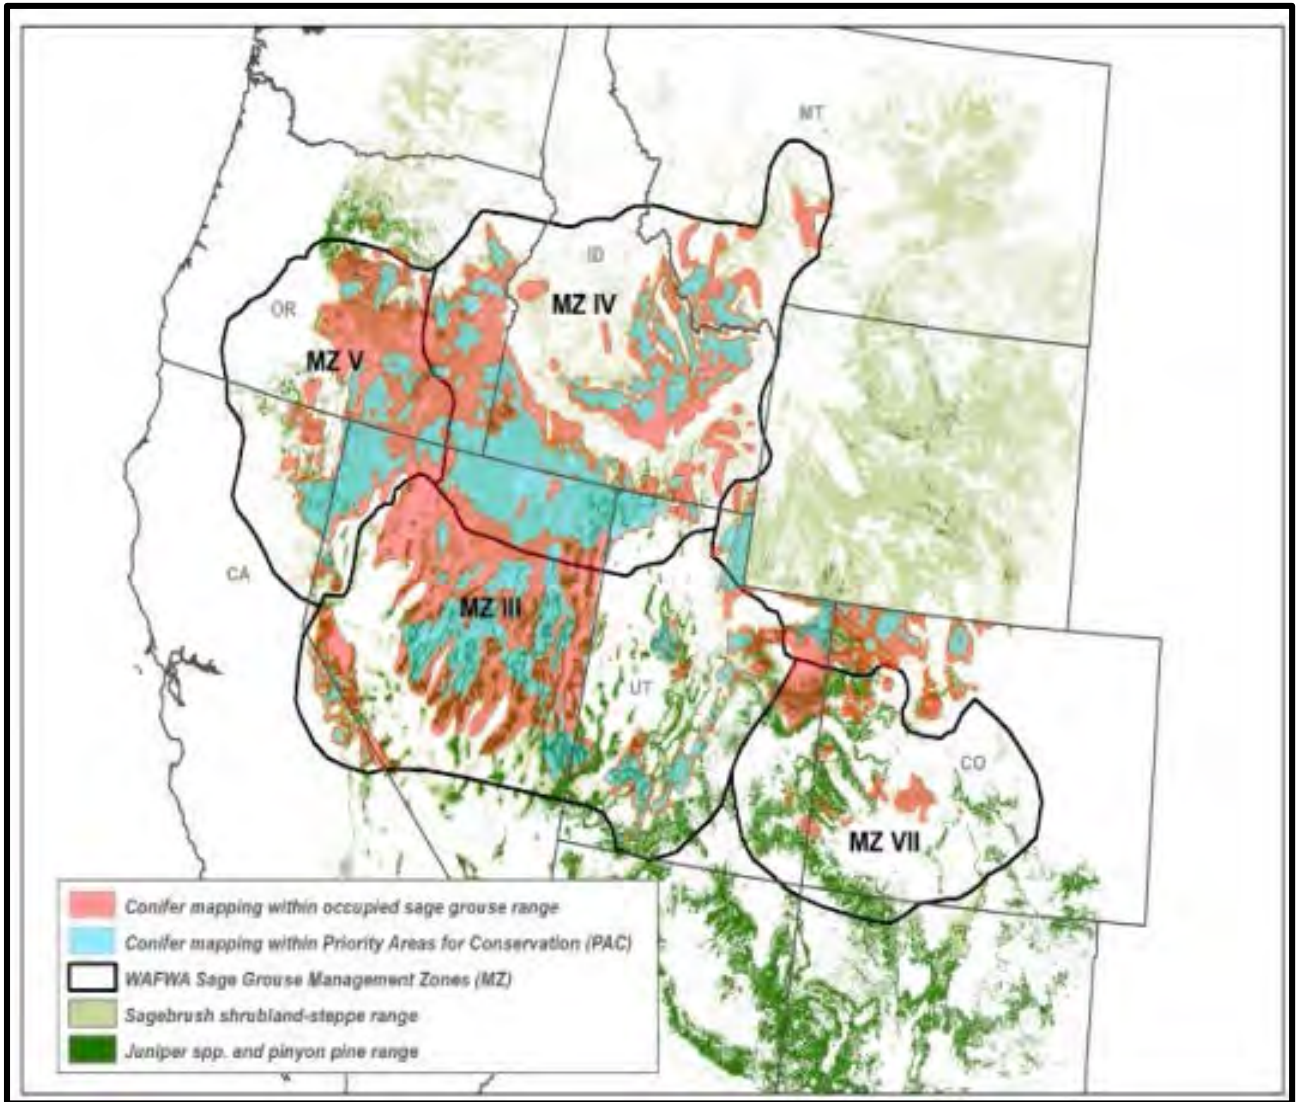 MT
ID
MZ IV
OR
MZ V
CA
MZ III
UT
CO
MZ VII
Conifer mapping within occupied sage grouse range
Conifer mapping within Priority Areas for Conservation (PAC)
WAFWA Sage Grouse Management Zones (MZ)
Sagebrush shrubland-steppe range
Juniper spp. and pinyon pine range